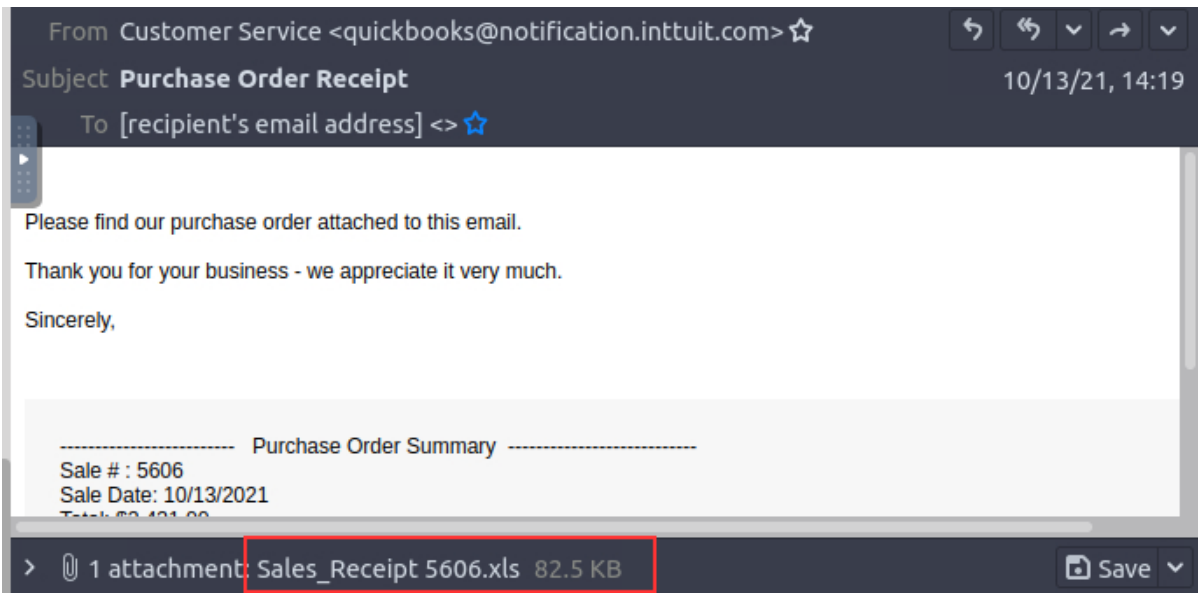 From Customer Service <quickbooks@notification.inttuit.com>
Subject Purchase Order Receipt 10/13/21, 14:19
To [recipient's email address] <>
Please find our purchase order attached to this email.
Thank you for your business - we appreciate it very much.
Sincerely,
------------------------- Purchase Order Summary ---------------------------
Sale # : 5606
Sale Date: 10/13/2021
1 attachment: Sales_Receipt 5606.xls 82.5 KB Save